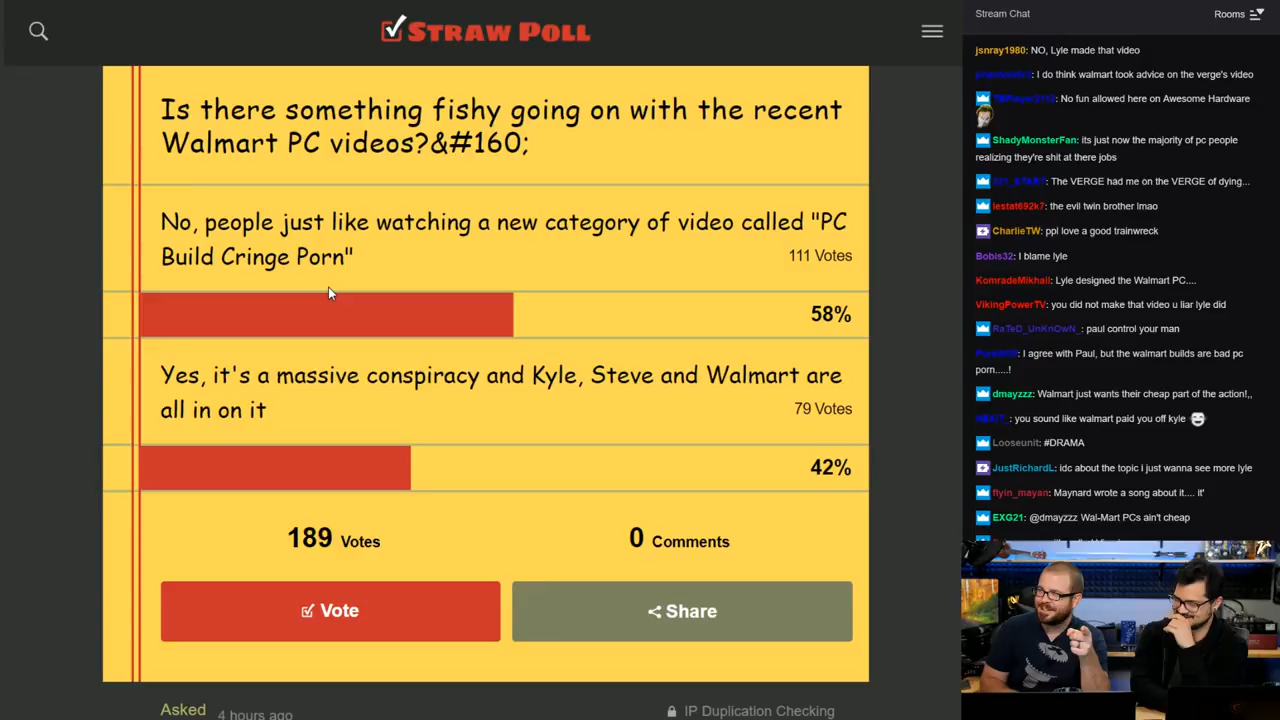 STRAW POLL
Is there something fishy going on with the recent
Walmart PC videos?&#160;
No, people just like watching a new category of video called "PC
Build Cringe Porn"
111 Votes
58%
Yes, it's a massive conspiracy and Kyle, Steve and Walmart are
all in on it
79 Votes
42%
189 Votes
0 Comments
Vote
Share
Asked 4 hours ago
IP Duplication Checking
Stream Chat
Rooms
jsnray1980: NO, Lyle made that video
: I do think walmart took advice on the verge's video
: No fun allowed here on Awesome Hardware
ShadyMonsterFan: its just now the majority of pc people
realizing they're shit at there jobs
: The VERGE had me on the VERGE of dying...
lestat692k7: the evil twin brother lmao
CharlieTW: ppl love a good trainwreck
Bobis32: I blame lyle
KomradeMikhail: Lyle designed the Walmart PC....
VikingPowerTV: you did not make that video u liar lyle did
RaTeD_UnKnOwN_: paul control your man
: I agree with Paul, but the walmart builds are bad pc
porn.....!
dmayzzz: Walmart just wants their cheap part of the action!,,
: you sound like walmart paid you off kyle
Looseunit: #DRAMA
JustRichardL: idc about the topic i just wanna see more lyle
flyin_mayan: Maynard wrote a song about it.... it'
EXG21: @dmayzzz Wal-Mart PCs ain't cheap